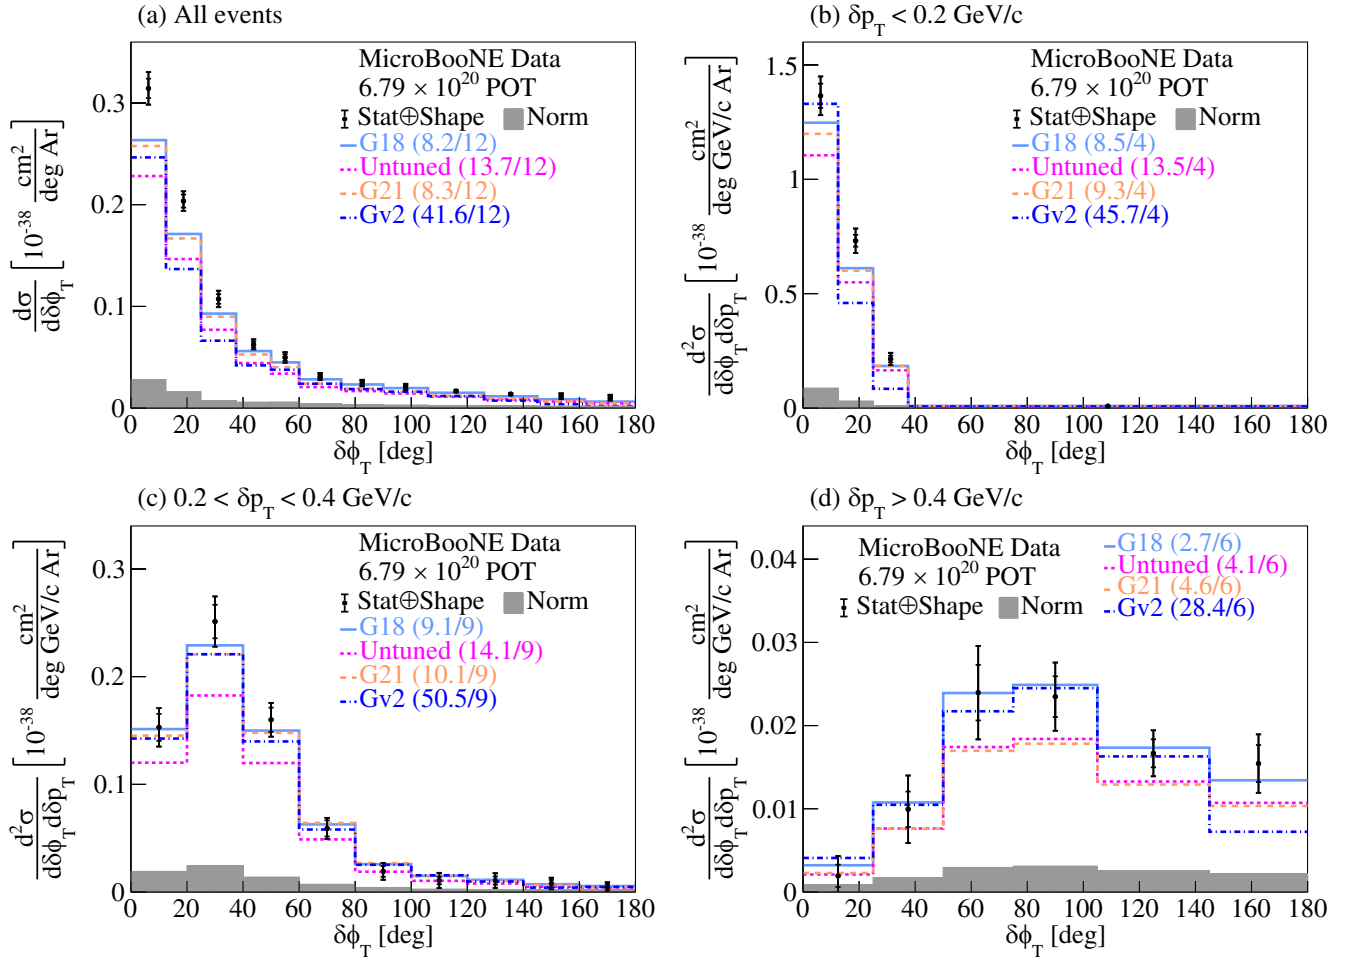 (a) All events
MicroBooNE Data
6.79 × 10²⁰ POT
Stat⊕Shape Norm
G18 (8.2/12)
Untuned (13.7/12)
G21 (8.3/12)
Gv2 (41.6/12)
dσ/dδϕ_T [10⁻³⁸ cm²/deg Ar]
0.3
0.2
0.1
0
0 20 40 60 80 100 120 140 160 180
δϕ_T [deg]
(b) δp_T < 0.2 GeV/c
MicroBooNE Data
6.79 × 10²⁰ POT
Stat⊕Shape Norm
G18 (8.5/4)
Untuned (13.5/4)
G21 (9.3/4)
Gv2 (45.7/4)
d²σ/dδϕ_T dδp_T [10⁻³⁸ cm²/deg GeV/c Ar]
1.5
1
0.5
0
0 20 40 60 80 100 120 140 160 180
δϕ_T [deg]
(c) 0.2 < δp_T < 0.4 GeV/c
MicroBooNE Data
6.79 × 10²⁰ POT
Stat⊕Shape Norm
G18 (9.1/9)
Untuned (14.1/9)
G21 (10.1/9)
Gv2 (50.5/9)
d²σ/dδϕ_T dδp_T [10⁻³⁸ cm²/deg GeV/c Ar]
0.3
0.2
0.1
0
0 20 40 60 80 100 120 140 160 180
δϕ_T [deg]
(d) δp_T > 0.4 GeV/c
MicroBooNE Data
6.79 × 10²⁰ POT
Stat⊕Shape Norm
G18 (2.7/6)
Untuned (4.1/6)
G21 (4.6/6)
Gv2 (28.4/6)
d²σ/dδϕ_T dδp_T [10⁻³⁸ cm²/deg GeV/c Ar]
0.04
0.03
0.02
0.01
0
0 20 40 60 80 100 120 140 160 180
δϕ_T [deg]